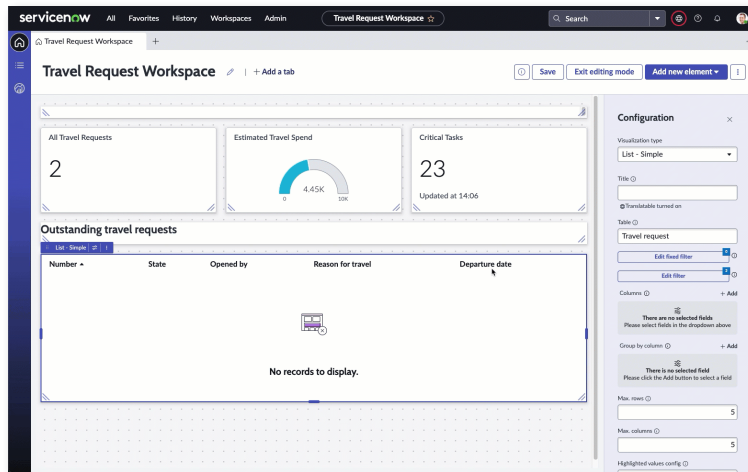 servicenow All Favorites History Workspaces Admin Travel Request Workspace Search
Travel Request Workspace
Travel Request Workspace + Add a tab Save Exit editing mode Add new element
All Travel Requests
2
Estimated Travel Spend
4.45K
0 10K
Critical Tasks
23
Updated at 14:06
Outstanding travel requests
List - Simple
Number State Opened by Reason for travel Departure date
No records to display.
Configuration
Visualization type
List - Simple
Title
Translatable turned on
Table
Travel request
Edit fixed filter
Edit filter
Columns + Add
There are no selected fields
Please select fields in the dropdown above
Group by column + Add
There is no selected field
Please click the Add button to select a field
Max. rows
5
Max. columns
5
Highlighted values config